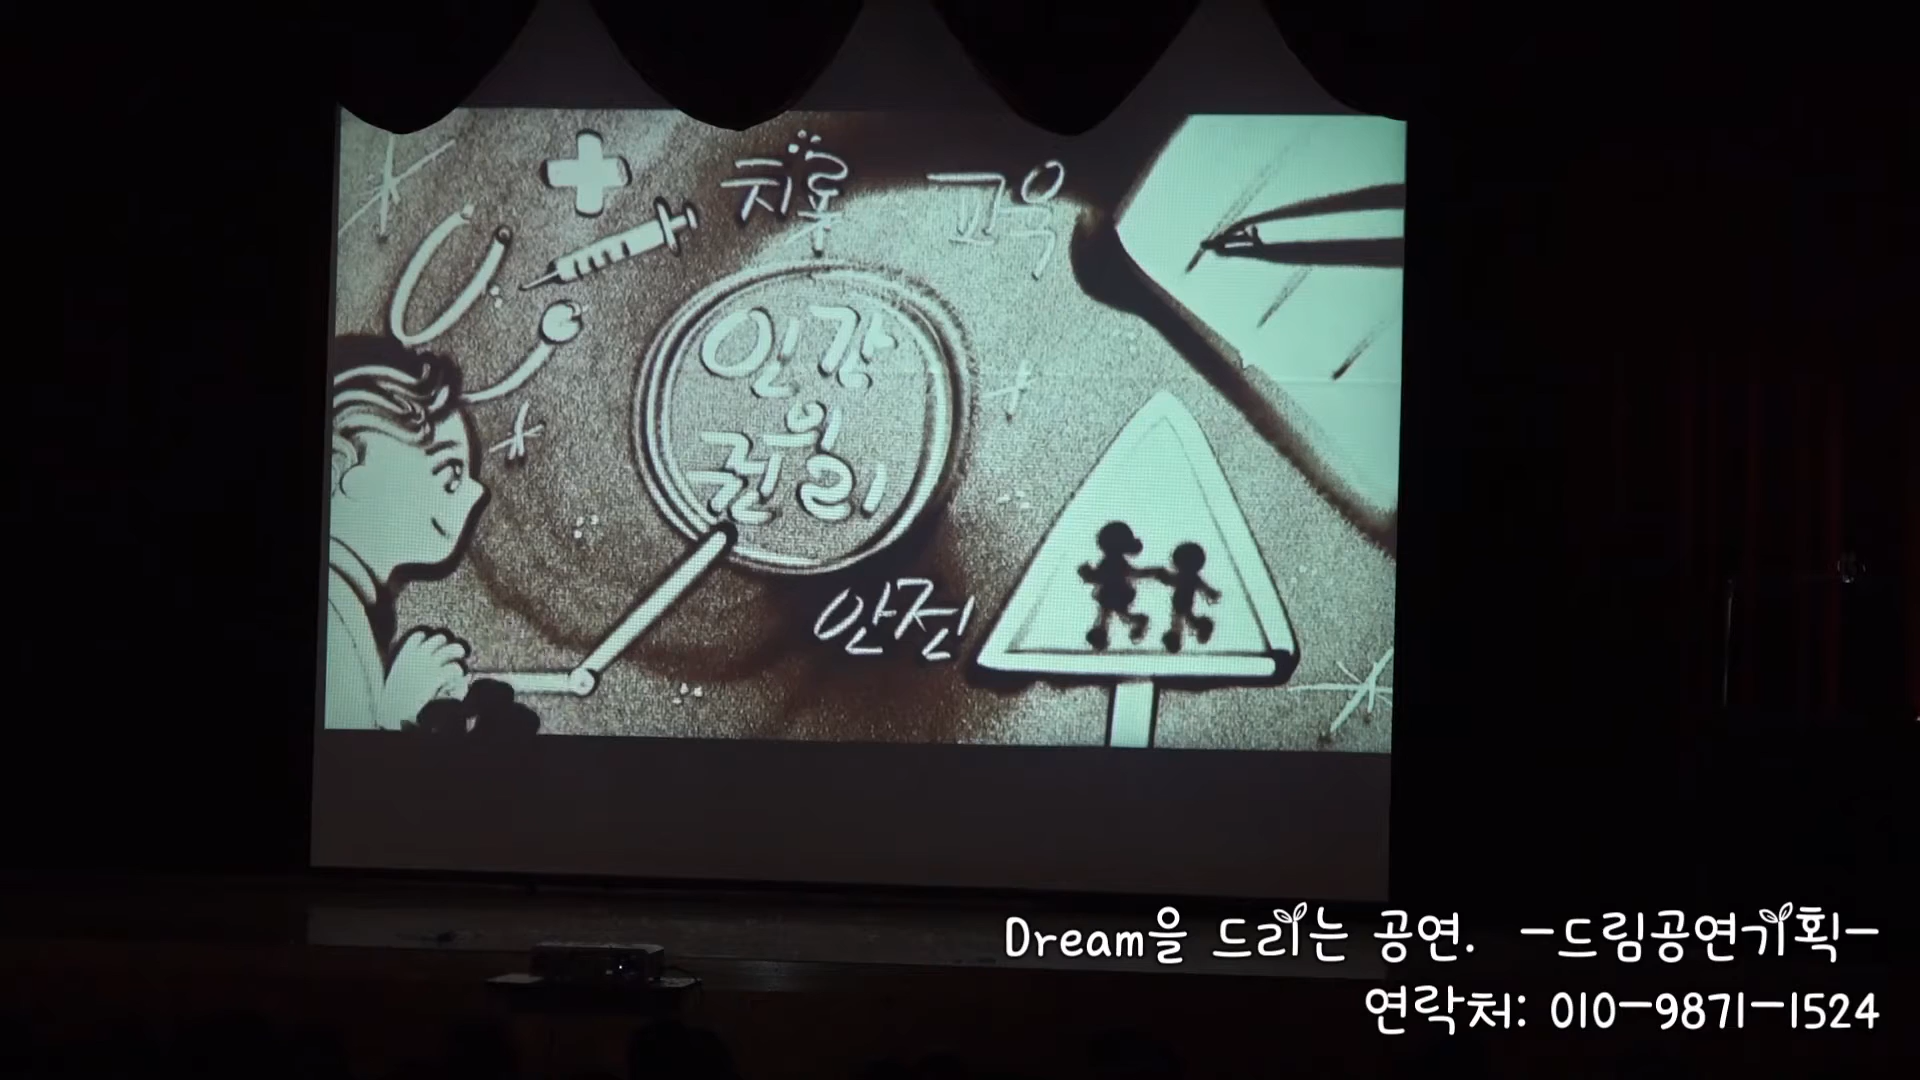 치료 교육
인간
의
권리
안전
Dream을 드리는 공연. -드림공연기획-
연락처: 010-9871-1524